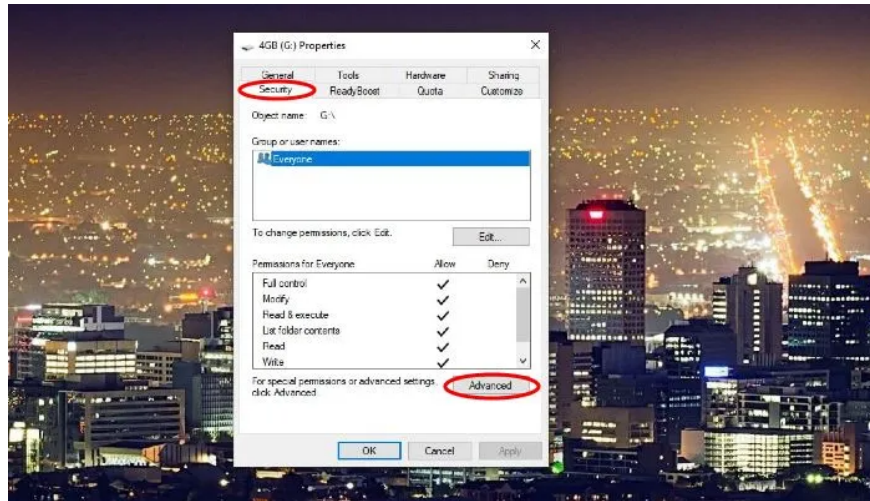 4GB (G:) Properties
General Tools Hardware Sharing
Security ReadyBoost Quota Customize
Object name: G:\
Group or user names:
Everyone
To change permissions, click Edit.
Edit...
Permissions for Everyone Allow Deny
Full control
Modify
Read & execute
List folder contents
Read
Write
For special permissions or advanced settings,
click Advanced
Advanced
OK Cancel Apply